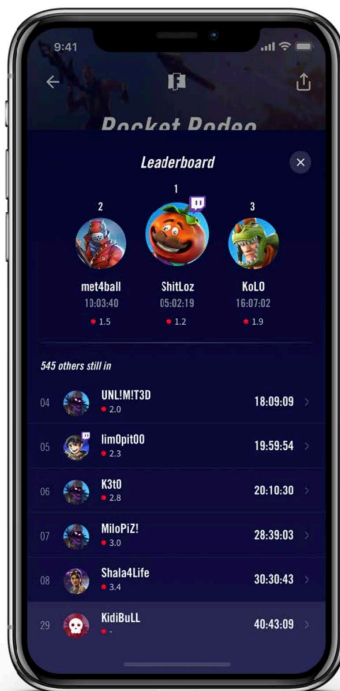 9:41
Rocket Rodeo
Leaderboard
1
2
3
met4ball
ShitLoz
KoLO
13:03:40
05:02:19
16:07:02
1.5
1.2
1.9
545 others still in
04
UNL!M!T3D
2.0
18:09:09
05
lim0pit00
2.3
19:59:54
06
K3t0
2.8
20:10:30
07
MiloPiZ!
3.0
28:39:03
08
Shala4Life
3.4
30:30:43
29
KidiBuLL
-
40:43:09